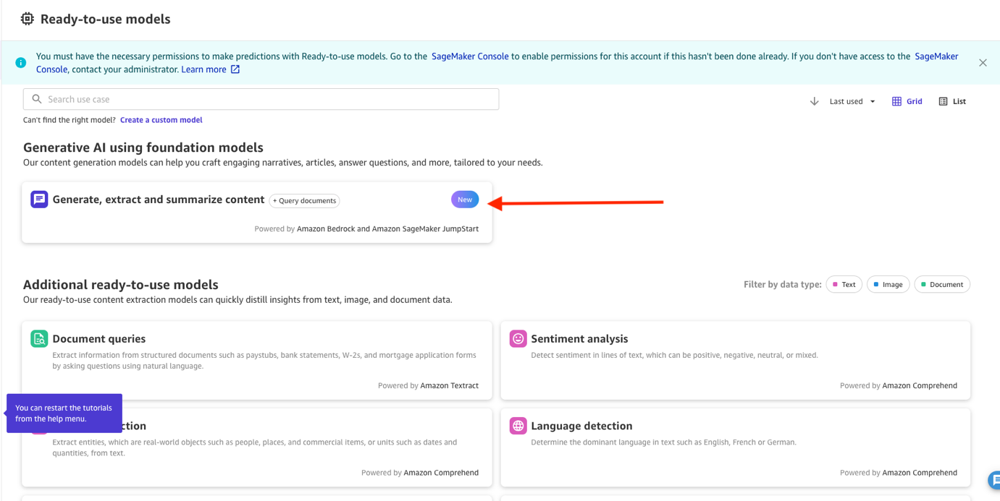 Ready-to-use models
You must have the necessary permissions to make predictions with Ready-to-use models. Go to the SageMaker Console to enable permissions for this account if this hasn't been done already. If you don't have access to the SageMaker
Console, contact your administrator. Learn more
Search use case
Last used
Grid
List
Can't find the right model? Create a custom model
Generative AI using foundation models
Our content generation models can help you craft engaging narratives, articles, answer questions, and more, tailored to your needs.
Generate, extract and summarize content + Query documents New
Powered by Amazon Bedrock and Amazon SageMaker JumpStart
Additional ready-to-use models
Our ready-to-use content extraction models can quickly distill insights from text, image, and document data.
Filter by data type: Text Image Document
Document queries
Extract information from structured documents such as paystubs, bank statements, W-2s, and mortgage application forms
by asking questions using natural language.
Powered by Amazon Textract
Sentiment analysis
Detect sentiment in lines of text, which can be positive, negative, neutral, or mixed.
Powered by Amazon Comprehend
You can restart the tutorials
from the help menu.
ction
Extract entities, which are real-world objects such as people, places, and commercial items, or units such as dates and
quantities, from text.
Powered by Amazon Comprehend
Language detection
Determine the dominant language in text such as English, French or German.
Powered by Amazon Comprehend